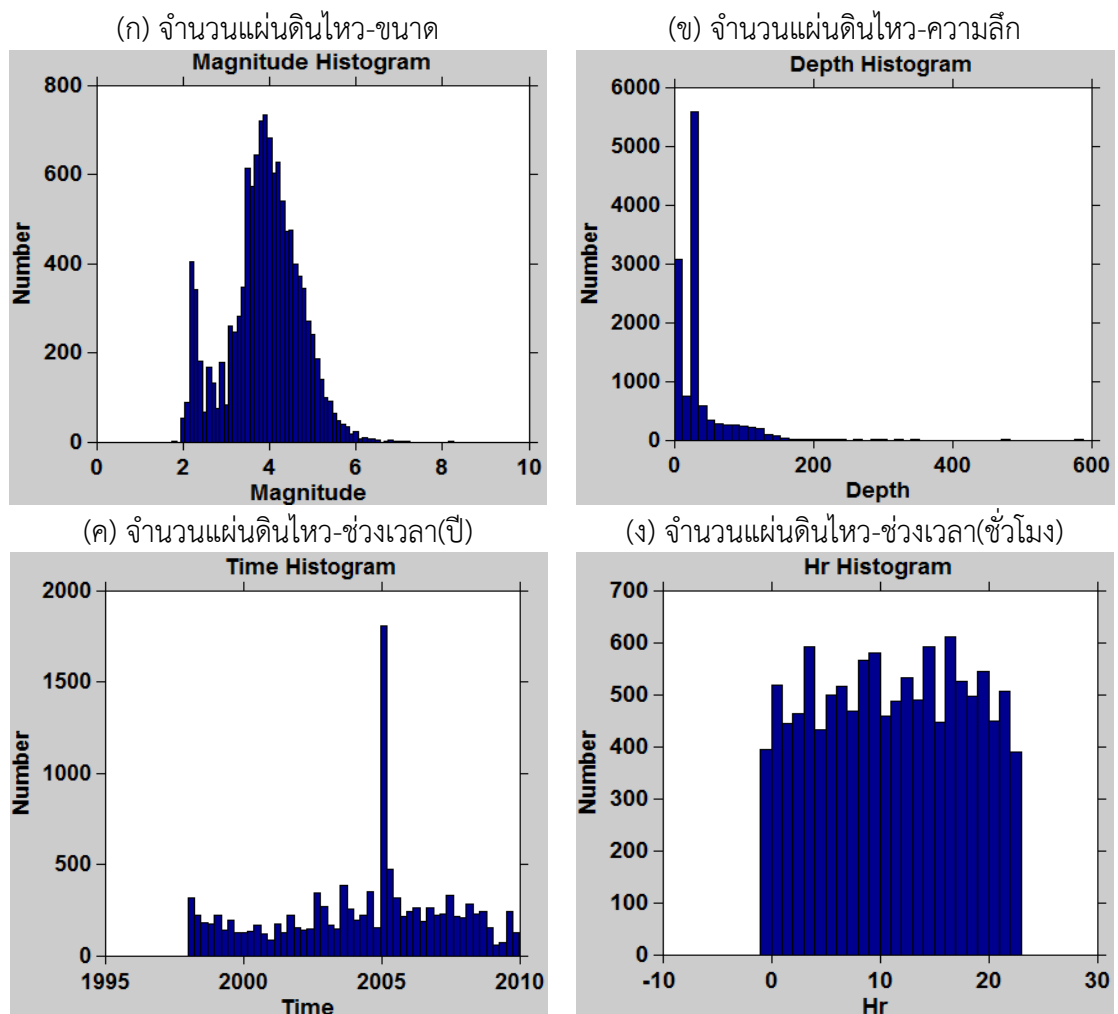 (ก) จำนวนแผ่นดินไหว-ขนาด
Magnitude Histogram
800
600
400
200
0
Number
0 2 4 6 8 10
Magnitude
(ข) จำนวนแผ่นดินไหว-ความลึก
Depth Histogram
6000
5000
4000
3000
2000
1000
0
Number
0 200 400 600
Depth
(ค) จำนวนแผ่นดินไหว-ช่วงเวลา(ปี)
Time Histogram
2000
1500
1000
500
0
Number
1995 2000 2005 2010
Time
(ง) จำนวนแผ่นดินไหว-ช่วงเวลา(ชั่วโมง)
Hr Histogram
700
600
500
400
300
200
100
0
Number
-10 0 10 20 30
Hr